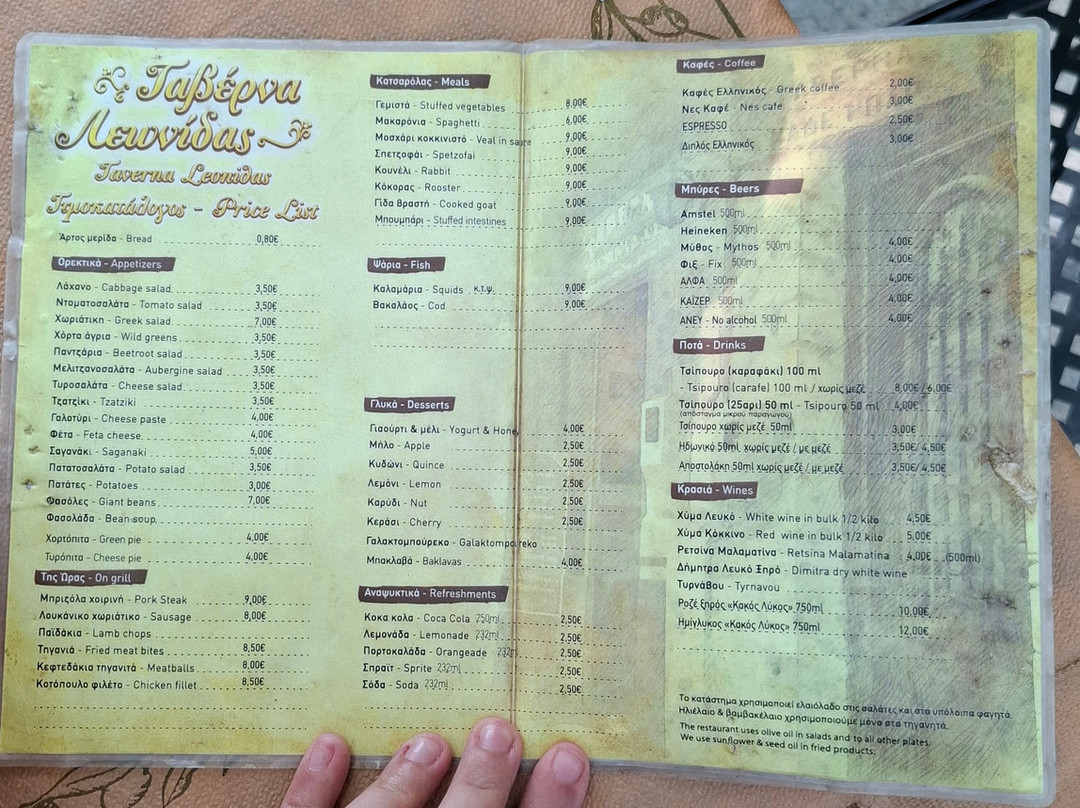 Ταβέρνα
Λεωνίδας
Taverna Leonidas
Τιμοκατάλογος - Price List
Άρτος μερίδα - Bread 0,80€
Ορεκτικά - Appetizers
Λάχανο - Cabbage salad 3,50€
Ντοματοσαλάτα - Tomato salad 3,50€
Χωριάτικη - Greek salad 7,00€
Χόρτα άγρια - Wild greens 3,50€
Παντζάρια - Beetroot salad 3,50€
Μελιτζανοσαλάτα - Aubergine salad 3,50€
Τυροσαλάτα - Cheese salad 3,50€
Τζατζίκι - Tzatziki 3,50€
Γαλοτύρι - Cheese paste 4,00€
Φέτα - Feta cheese 4,00€
Σαγανάκι - Saganaki 5,00€
Πατατοσαλάτα - Potato salad 3,50€
Πατάτες - Potatoes 3,00€
Φασόλες - Giant beans 7,00€
Φασολάδα - Bean soup
Χορτόπιτα - Green pie 4,00€
Τυρόπιτα - Cheese pie 4,00€
Της Ώρας - On grill
Μπριζόλα χοιρινή - Pork Steak 9,00€
Λουκάνικο χωριάτικο - Sausage 8,00€
Παϊδάκια - Lamb chops
Τηγανιά - Fried meat bites 8,50€
Κεφτεδάκια τηγανιτά - Meatballs 8,00€
Κοτόπουλο φιλέτο - Chicken fillet 8,50€
Κατσαρόλας - Meals
Γεμιστά - Stuffed vegetables 8,00€
Μακαρόνια - Spaghetti 6,00€
Μοσχάρι κοκκινιστό - Veal in sauce 9,00€
Σπετζοφάι - Spetzofai 9,00€
Κουνέλι - Rabbit 9,00€
Κόκορας - Rooster 9,00€
Γίδα βραστή - Cooked goat 9,00€
Μπουμπάρι - Stuffed intestines 9,00€
Ψάρια - Fish
Καλαμάρια - Squids κ.τ.ψ. 9,00€
Βακαλάος - Cod 9,00€
Γλυκά - Desserts
Γιαούρτι & μέλι - Yogurt & Honey 4,00€
Μήλο - Apple 2,50€
Κυδώνι - Quince 2,50€
Λεμόνι - Lemon 2,50€
Καρύδι - Nut 2,50€
Κεράσι - Cherry 2,50€
Γαλακτομπούρεκο - Galaktompoureko
Μπακλαβό - Baklavas 4,00€
Αναψυκτικά - Refreshments
Κοκα κολα - Coca Cola 250ml 2,50€
Λεμονάδα - Lemonade 232ml 2,50€
Πορτοκαλάδα - Orangeade 232ml 2,50€
Σπραϊτ - Sprite 232ml 2,50€
Σόδα - Soda 232ml 2,50€
Καφές - Coffee
Καφές Ελληνικός - Greek coffee 2,00€
Νες Καφέ - Nes cafe 3,00€
ESPRESSO 2,50€
Διπλός Ελληνικός 3,00€
Μπύρες - Beers
Amstel 500ml
Heineken 500ml
Μύθος - Mythos 500ml 4,00€
Φιξ - Fix 500ml 4,00€
ΑΛΦΑ 500ml 4,00€
ΚΑΪΖΕΡ 500ml 4,00€
ΑΝΕΥ - No alcohol 500ml 4,00€
Ποτά - Drinks
Τσίπουρο (καραφάκι) 100 ml
- Tsipouro (carafe) 100 ml / χωρίς μεζέ 8,00€ / 6,00€
Τσίπουρο (25αρι) 50 ml - Tsipouro 50 ml 4,00€
(απόσταγμα μικρού παραγωγού)
Τσίπουρο χωρίς μεζέ 50ml 3,00€
Ηδωνικό 50ml χωρίς μεζέ / με μεζέ 3,50€/ 4,50€
Αποστολάκη 50ml χωρίς μεζέ / με μεζέ 3,50€/ 4,50€
Κρασιά - Wines
Χύμα Λευκό - White wine in bulk 1/2 kilo 4,50€
Χύμα Κόκκινο - Red wine in bulk 1/2 kilo 5,00€
Ρετσίνα Μαλαματίνα - Retsina Malamatina 4,00€ (500ml)
Δήμητρα Λευκό Ξηρό - Dimitra dry white wine
Τυρνάβου - Tyrnavou
Ροζέ ξηρός «Κακός Λύκος» 750ml 10,00€
Ημίγλυκος «Κακός Λύκος» 750ml 12,00€
Το κατάστημα χρησιμοποιεί ελαιόλαδο στις σαλάτες και στα υπόλοιπα φαγητά.
Ηλιέλαιο & βαμβακέλαιο χρησιμοποιούμε μόνο στα τηγανητά.
The restaurant uses olive oil in salads and to all other plates.
We use sunflower & seed oil in fried products.